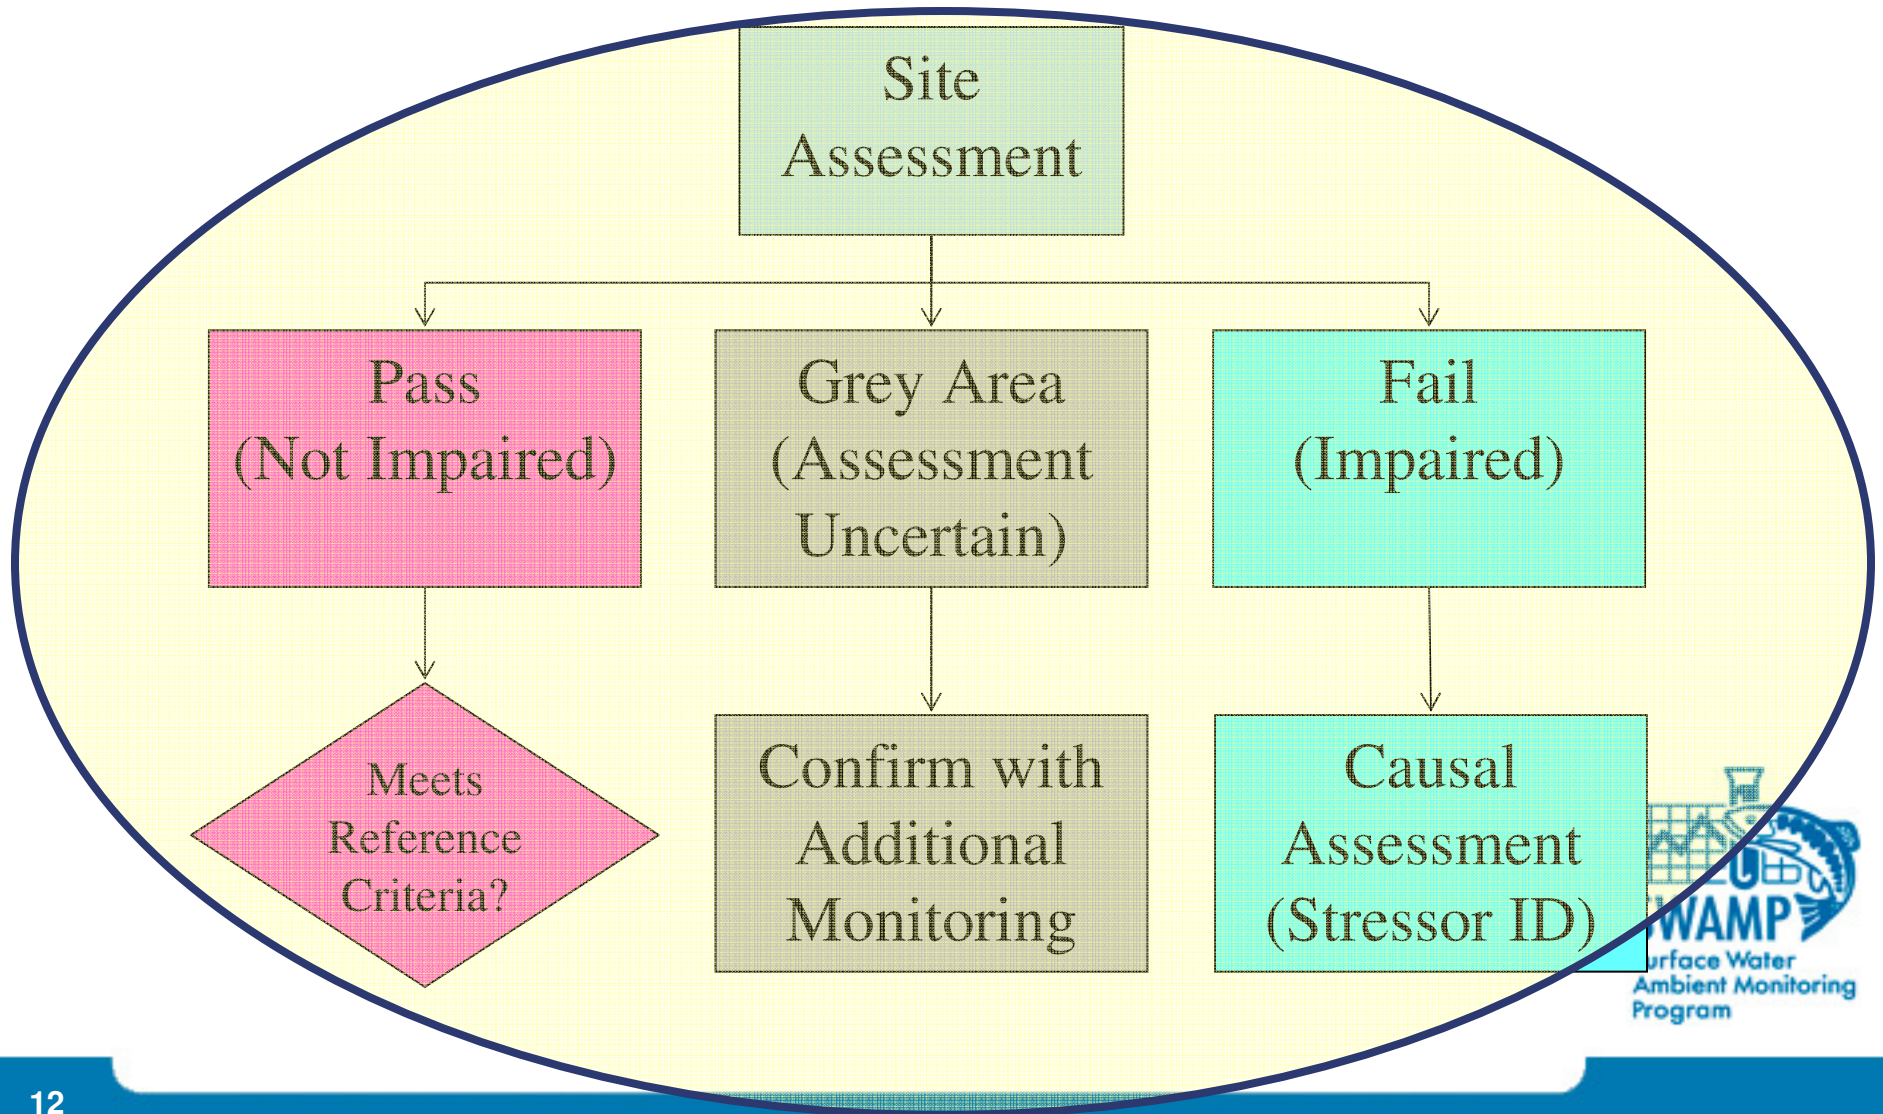 Site
Assessment
Pass
(Not Impaired)
Grey Area
(Assessment
Uncertain)
Fail
(Impaired)
Meets
Reference
Criteria?
Confirm with
Additional
Monitoring
Causal
Assessment
(Stressor ID)
WAMP
urface Water
Ambient Monitoring
Program
12